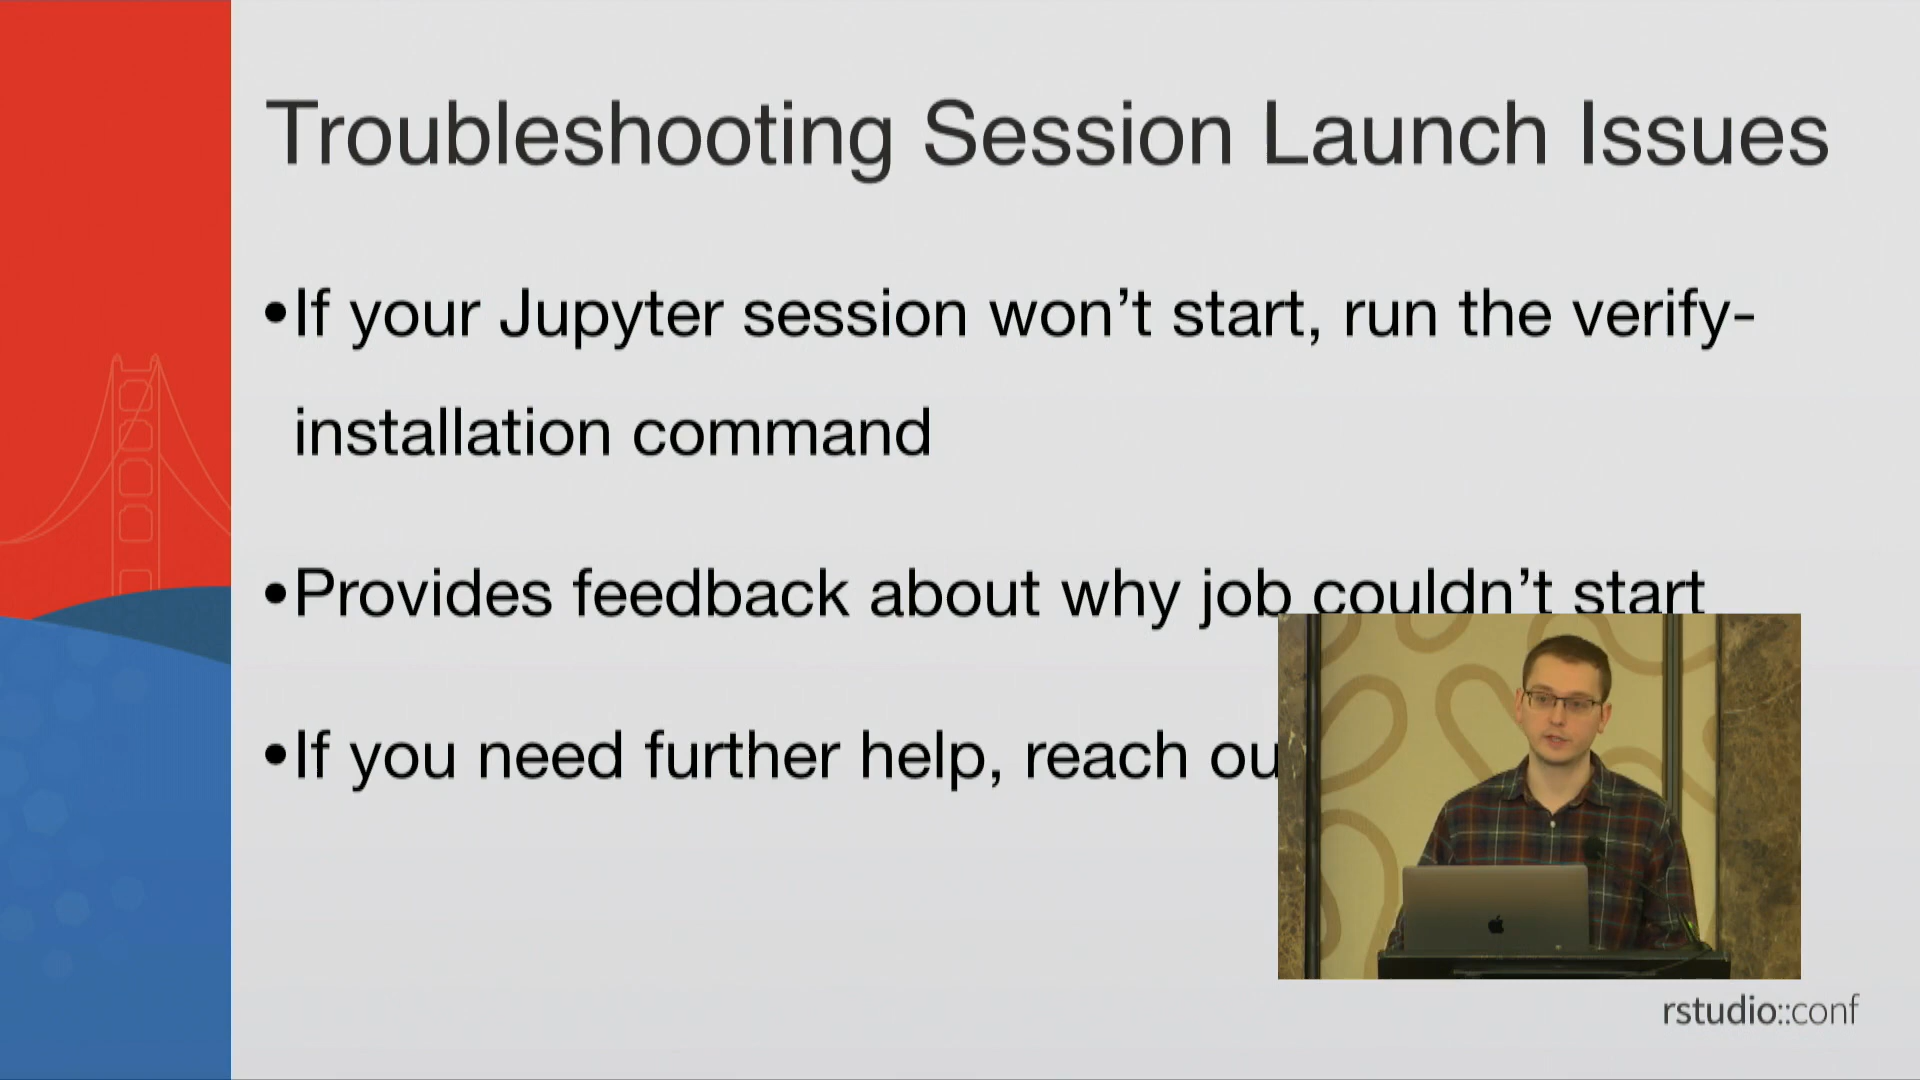 Troubleshooting Session Launch Issues
•If your Jupyter session won’t start, run the verify-
installation command
•Provides feedback about why job couldn’t start
•If you need further help, reach
rstudio::conf